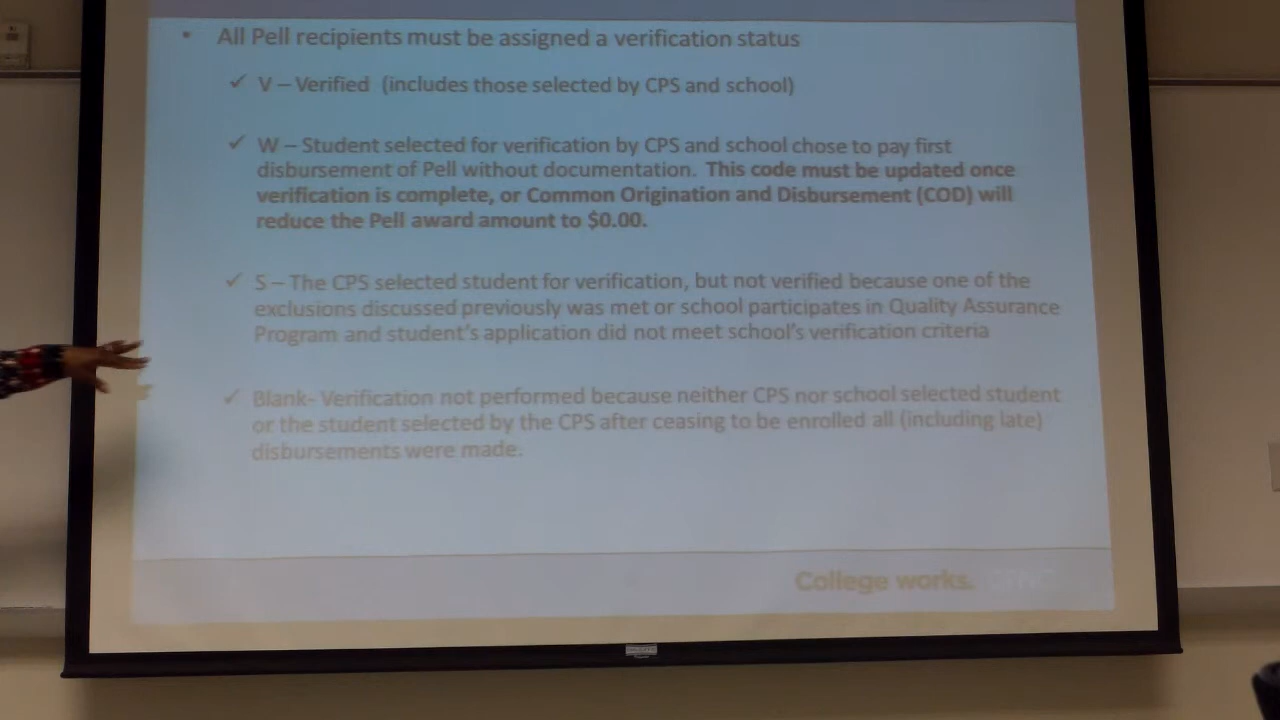 • All Pell recipients must be assigned a verification status
✓ V – Verified (includes those selected by CPS and school)
✓ W – Student selected for verification by CPS and school chose to pay first
disbursement of Pell without documentation. This code must be updated once
verification is complete, or Common Origination and Disbursement (COD) will
reduce the Pell award amount to $0.00.
✓ S – The CPS selected student for verification, but not verified because one of the
exclusions discussed previously was met or school participates in Quality Assurance
Program and student's application did not meet school's verification criteria
✓ Blank- Verification not performed because neither CPS nor school selected student
or the student selected by the CPS after ceasing to be enrolled all (including late)
disbursements were made.
College works.